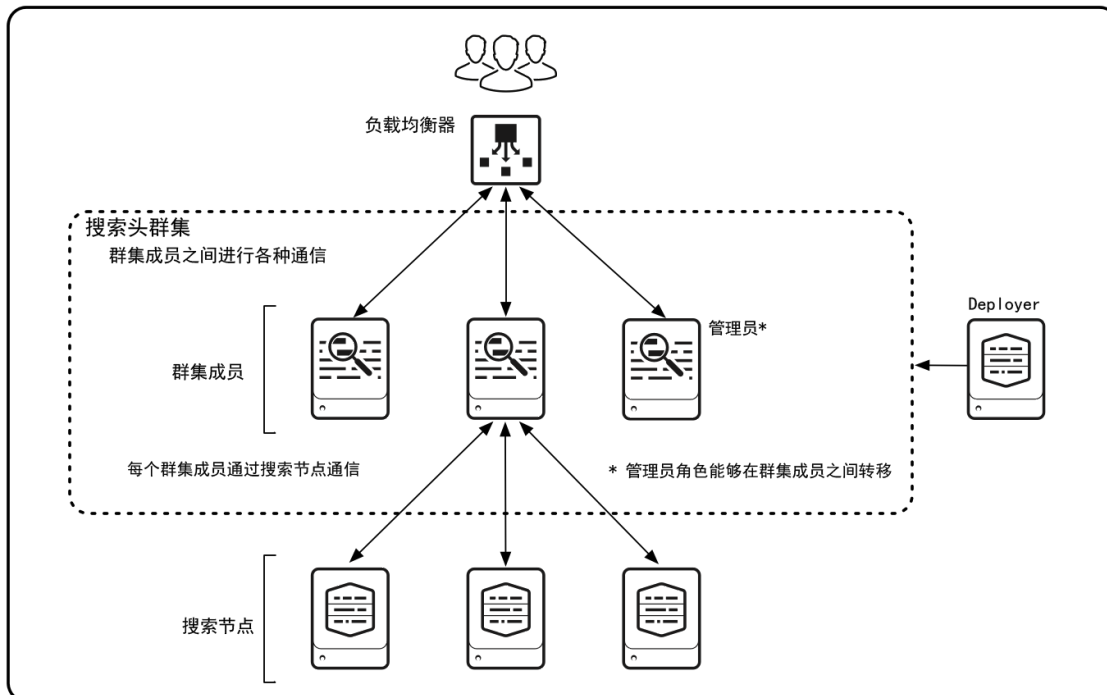 负载均衡器
搜索头群集
群集成员之间进行各种通信
Deployer
管理员*
群集成员
每个群集成员通过搜索节点通信
* 管理员角色能够在群集成员之间转移
搜索节点